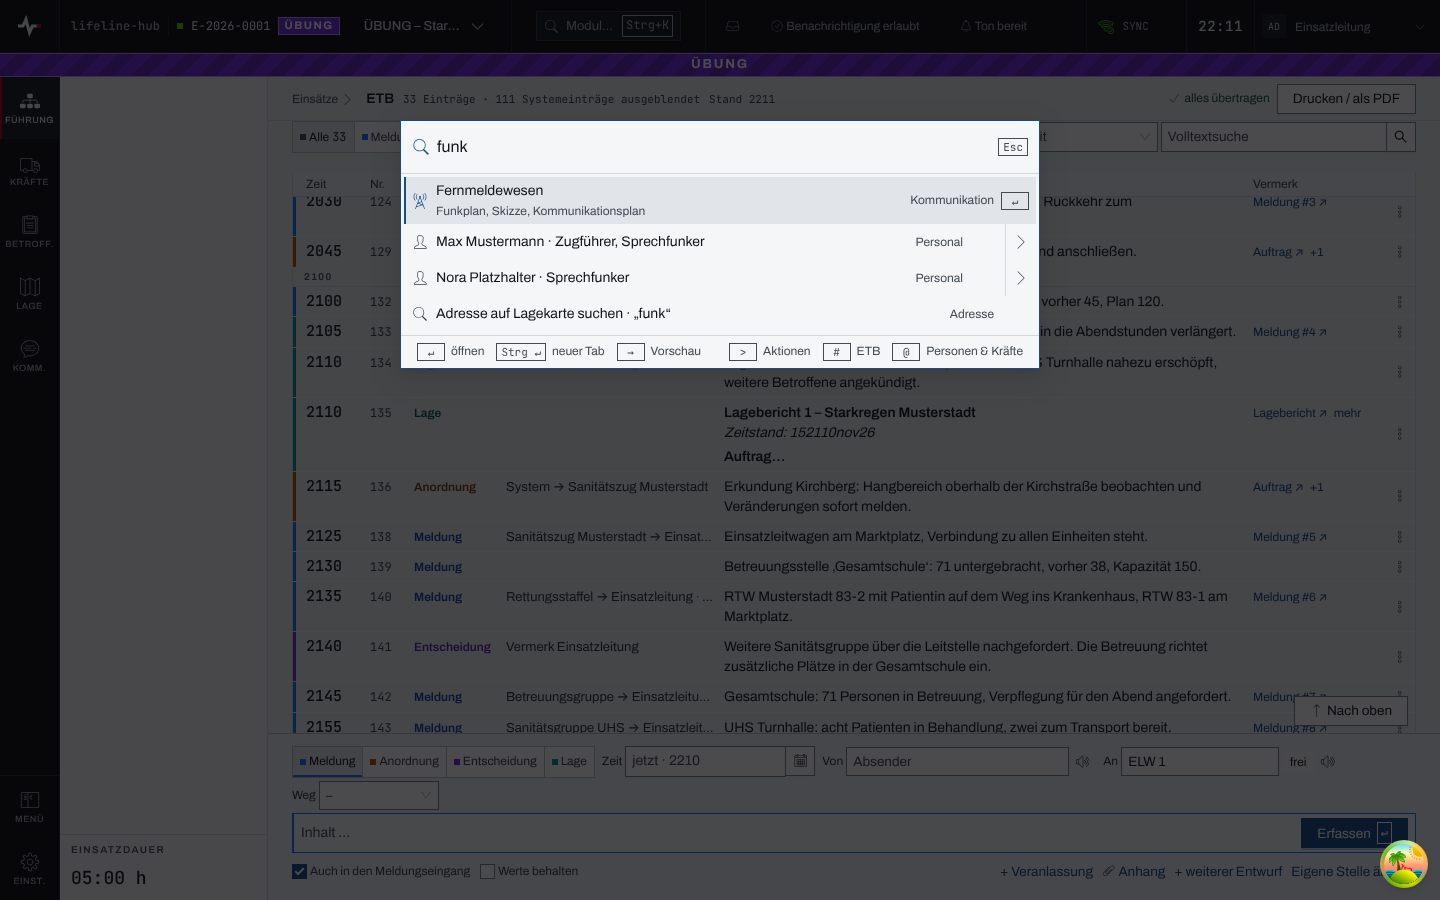 lifeline-hub E-2026-0001 ÜBUNG ÜBUNG – Star... Modul... Strg+K Benachrichtigung erlaubt Ton bereit SYNC 22:11 AD Einsatzleitung
ÜBUNG
FÜHRUNG
KRÄFTE
BETROFF.
LAGE
KOMM.
MENÜ
EINST.
EINSATZDAUER
05:00 h
Einsätze ETB 33 Einträge · 111 Systemeinträge ausgeblendet Stand 2211 alles übertragen Drucken / als PDF
Alle 33 Volltextsuche
funk Esc
Fernmeldewesen
Funkplan, Skizze, Kommunikationsplan
Kommunikation ↵
Max Mustermann · Zugführer, Sprechfunker Personal
Nora Platzhalter · Sprechfunker Personal
Adresse auf Lagekarte suchen · „funk“ Adresse
↵ öffnen Strg ↵ neuer Tab → Vorschau > Aktionen # ETB @ Personen & Kräfte
Zeit Nr. Vermerk
2030 124 Rückkehr zum Meldung #3 ↗
2045 129 nd anschließen. Auftrag ↗ +1
2100
2100 132 vorher 45, Plan 120.
2105 133 in die Abendstunden verlängert. Meldung #4 ↗
2110 134 Turnhalle nahezu erschöpft,
weitere Betroffene angekündigt.
2110 135 Lage Lagebericht 1 – Starkregen Musterstadt Lagebericht ↗ mehr
Zeitstand: 152110nov26
Auftrag...
2115 136 Anordnung System → Sanitätszug Musterstadt Erkundung Kirchberg: Hangbereich oberhalb der Kirchstraße beobachten und Auftrag ↗ +1
Veränderungen sofort melden.
2125 138 Meldung Sanitätszug Musterstadt → Einsat... Einsatzleitwagen am Marktplatz, Verbindung zu allen Einheiten steht. Meldung #5 ↗
2130 139 Meldung Betreuungsstelle ‚Gesamtschule‘: 71 untergebracht, vorher 38, Kapazität 150.
2135 140 Meldung Rettungsstaffel → Einsatzleitung · ... RTW Musterstadt 83-2 mit Patientin auf dem Weg ins Krankenhaus, RTW 83-1 am Meldung #6 ↗
Marktplatz.
2140 141 Entscheidung Vermerk Einsatzleitung Weitere Sanitätsgruppe über die Leitstelle nachgefordert. Die Betreuung richtet
zusätzliche Plätze in der Gesamtschule ein.
2145 142 Meldung Betreuungsgruppe → Einsatzleitu... Gesamtschule: 71 Personen in Betreuung, Verpflegung für den Abend angefordert. Meldung #7 ↗
2155 143 Meldung Sanitätsgruppe UHS → Einsatzleit... UHS Turnhalle: acht Patienten in Behandlung, zwei zum Transport bereit.
↑ Nach oben
Meldung Anordnung Entscheidung Lage Zeit jetzt · 2210 Von Absender An ELW 1 frei
Weg –
Inhalt ... Erfassen ↵
Auch in den Meldungseingang Werte behalten + Veranlassung Anhang + weiterer Entwurf Eigene Stelle